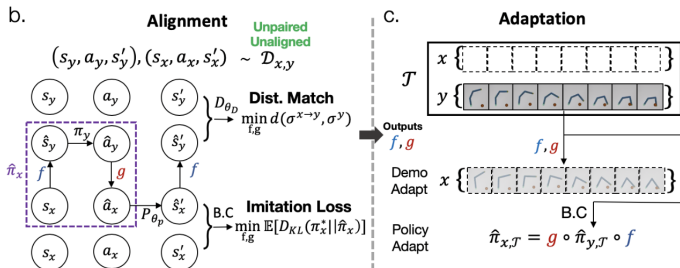 b.
Alignment
Unpaired
Unaligned
(s_y, a_y, s'_y), (s_x, a_x, s'_x) ~ D_{x,y}
s_y a_y s'_y
D_{θ_D}
Dist. Match
min_{f,g} d(σ^{x→y}, σ^y)
ŝ_y π_y â_y ŝ'_y
π̂_x f g f
s_x â_x P_{θ_p} ŝ'_x
B.C
Imitation Loss
min_{f,g} 𝔼[D_{KL}(π*_x||π̂_x)]
s_x a_x s'_x
c.
Adaptation
𝒯
x { }
y { }
Outputs
f, g
f, g
Demo
Adapt
x { }
B.C
Policy
Adapt
π̂_{x,𝒯} = g ∘ π̂_{y,𝒯} ∘ f